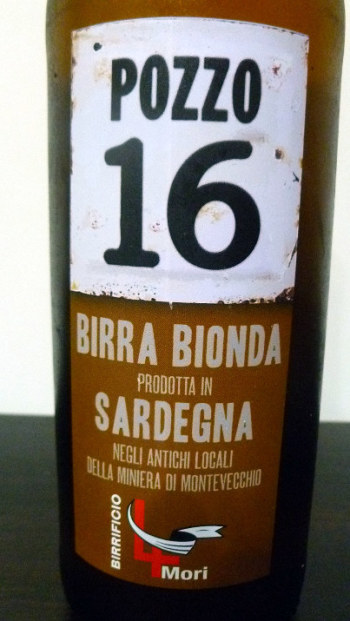 POZZO
16
BIRRA BIONDA
PRODOTTA IN
SARDEGNA
NEGLI ANTICHI LOCALI
DELLA MINIERA DI MONTEVECCHIO
BIRRIFICIO
4
Mori